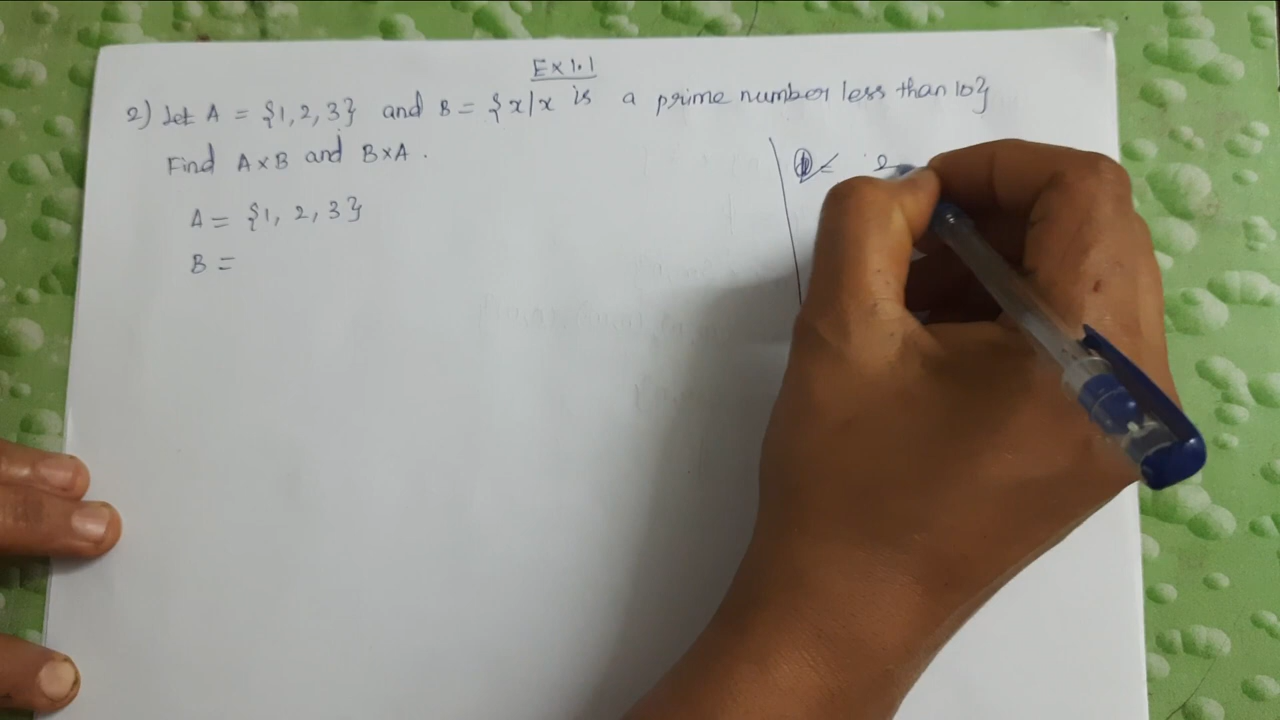 Ex 1.1
2) Let A = {1, 2, 3} and B = {x/x is a prime number less than 10}
Find A×B and B×A.
A = {1, 2, 3}
B =
< 2